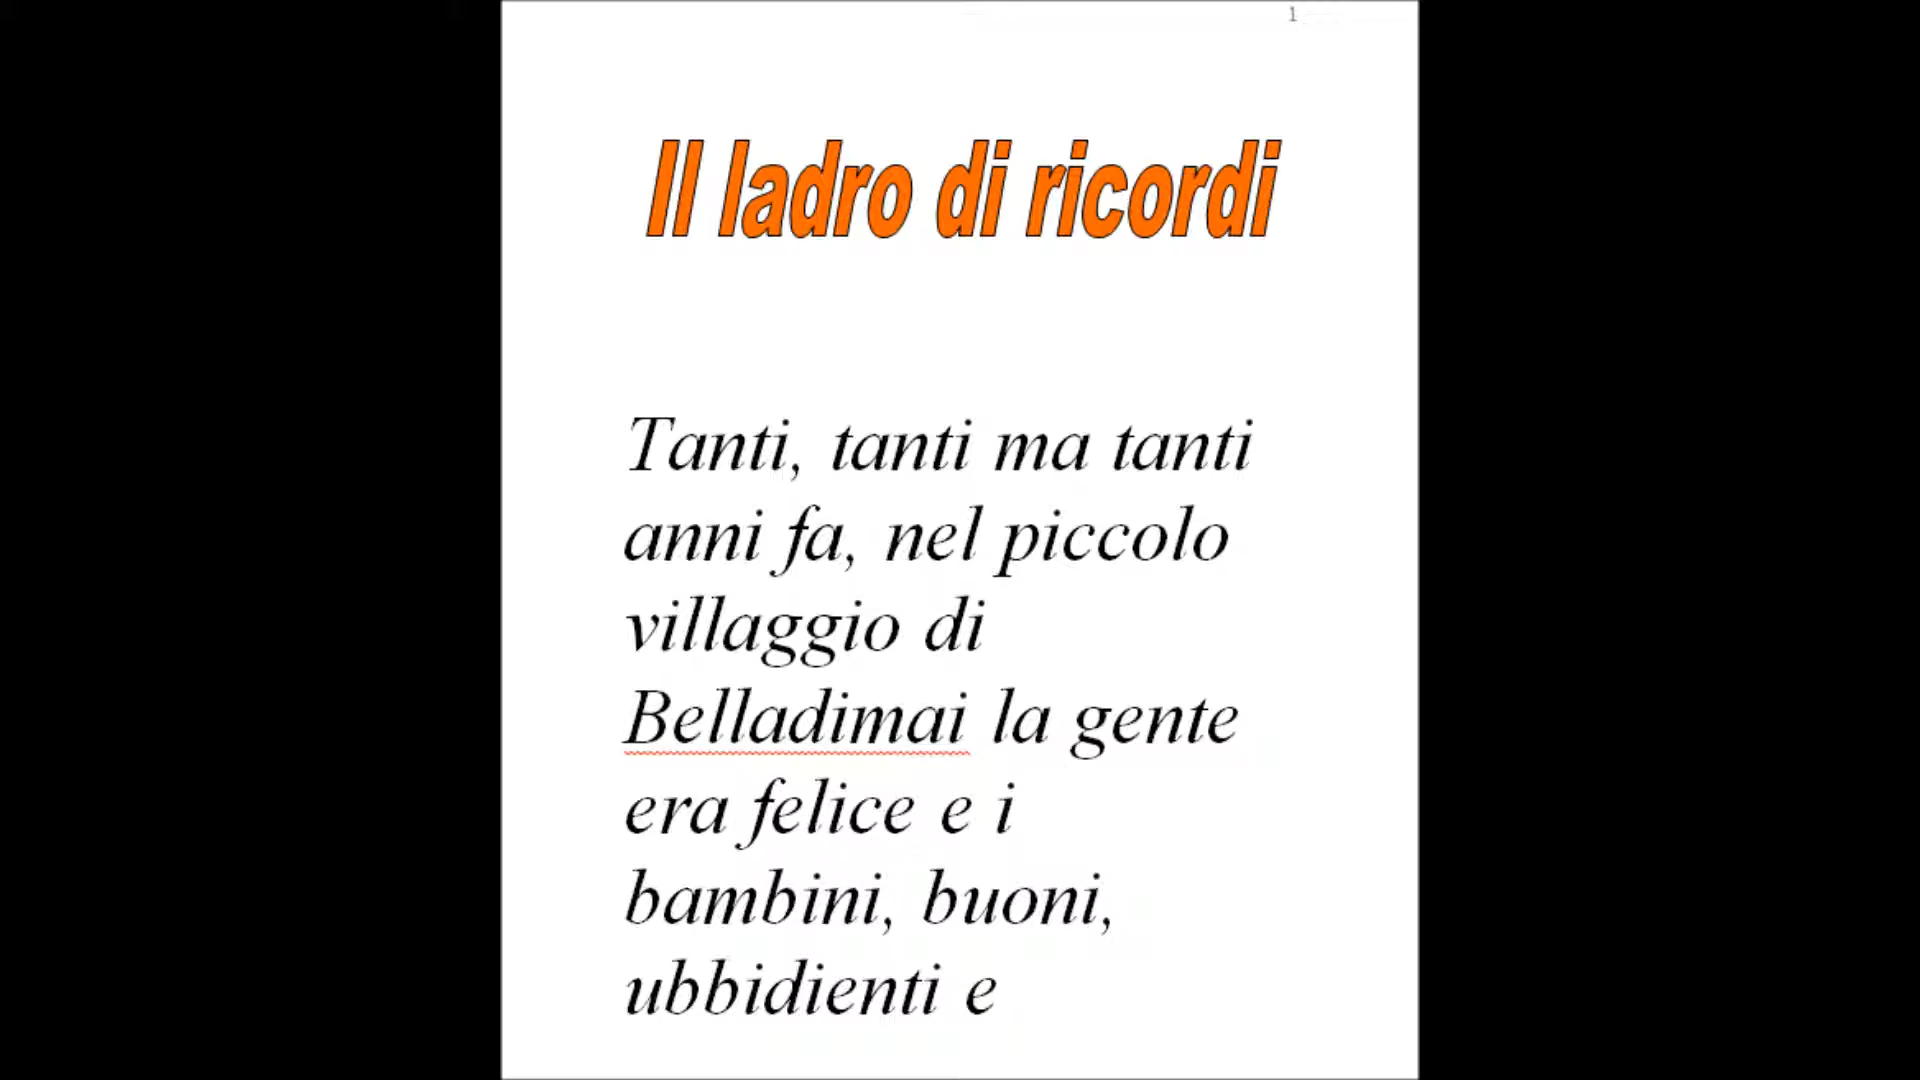 1
Il ladro di ricordi
Tanti, tanti ma tanti
anni fa, nel piccolo
villaggio di
Belladimai la gente
era felice e i
bambini, buoni,
ubbidienti e